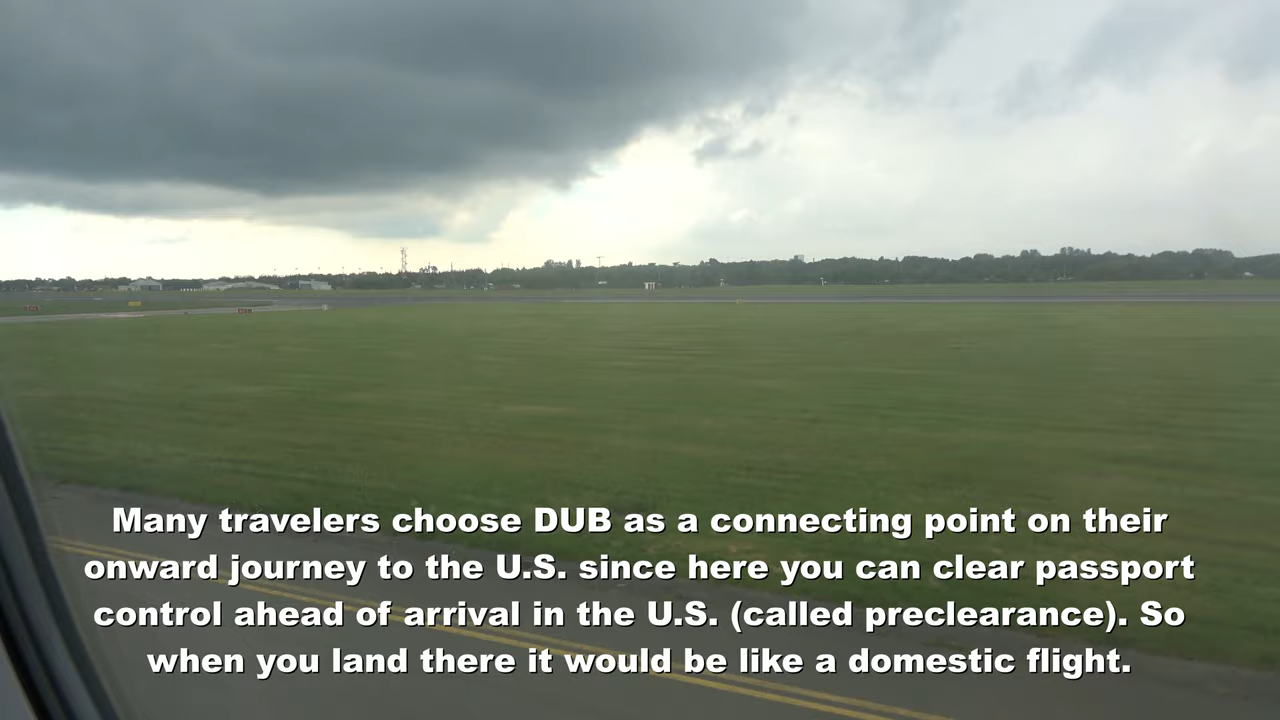 Many travelers choose DUB as a connecting point on their
onward journey to the U.S. since here you can clear passport
control ahead of arrival in the U.S. (called preclearance). So
when you land there it would be like a domestic flight.